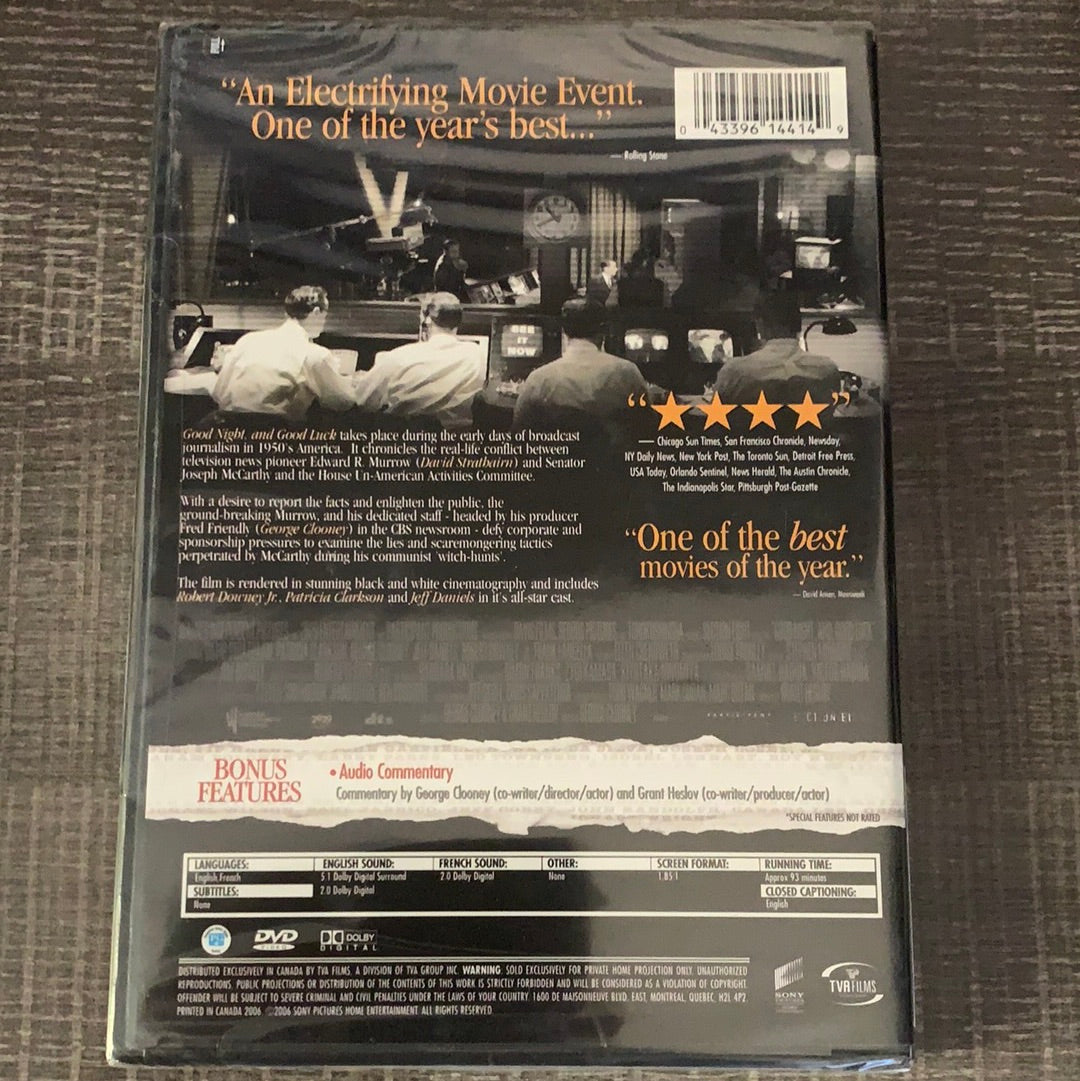 “An Electrifying Movie Event.
One of the year's best...”
— Rolling Stone
0 43396 14414 9
SEE
IT
NOW
Good Night, and Good Luck takes place during the early days of broadcast
journalism in 1950's America. It chronicles the real-life conflict between
television news pioneer Edward R. Murrow (David Strathairn) and Senator
Joseph McCarthy and the House Un-American Activities Committee.
With a desire to report the facts and enlighten the public, the
ground-breaking Murrow, and his dedicated staff - headed by his producer
Fred Friendly (George Clooney) in the CBS newsroom - defy corporate and
sponsorship pressures to examine the lies and scaremongering tactics
perpetrated by McCarthy during his communist 'witch-hunts'.
The film is rendered in stunning black and white cinematography and includes
Robert Downey Jr., Patricia Clarkson and Jeff Daniels in it's all-star cast.
“★★★★”
— Chicago Sun Times, San Francisco Chronicle, Newsday,
NY Daily News, New York Post, The Toronto Sun, Detroit Free Press,
USA Today, Orlando Sentinel, News Herald, The Austin Chronicle,
The Indianapolis Star, Pittsburgh Post-Gazette
“One of the best
movies of the year.”
— David Ansen, Newsweek
BONUS
FEATURES
• Audio Commentary
Commentary by George Clooney (co-writer/director/actor) and Grant Heslov (co-writer/producer/actor)
*SPECIAL FEATURES NOT RATED
LANGUAGES:
English, French
SUBTITLES:
None
ENGLISH SOUND:
5.1 Dolby Digital Surround
2.0 Dolby Digital
FRENCH SOUND:
2.0 Dolby Digital
OTHER:
None
SCREEN FORMAT:
1.85:1
RUNNING TIME:
Approx 93 minutes
CLOSED CAPTIONING:
English
DVD
VIDEO
DOLBY
DIGITAL
DISTRIBUTED EXCLUSIVELY IN CANADA BY TVA FILMS, A DIVISION OF TVA GROUP INC. WARNING: SOLD EXCLUSIVELY FOR PRIVATE HOME PROJECTION ONLY. UNAUTHORIZED
REPRODUCTIONS, PUBLIC PROJECTIONS OR DISTRIBUTION OF THE CONTENTS OF THIS WORK IS STRICTLY FORBIDDEN AND WILL BE CONSIDERED AS A VIOLATION OF COPYRIGHT.
OFFENDER WILL BE SUBJECT TO SEVERE CRIMINAL AND CIVIL PENALTIES UNDER THE LAWS OF YOUR COUNTRY. 1600 DE MAISONNEUVE BLVD. EAST, MONTREAL, QUEBEC, H2L 4P2
PRINTED IN CANADA 2006 ©2006 SONY PICTURES HOME ENTERTAINMENT ALL RIGHTS RESERVED
SONY
TVA FILMS